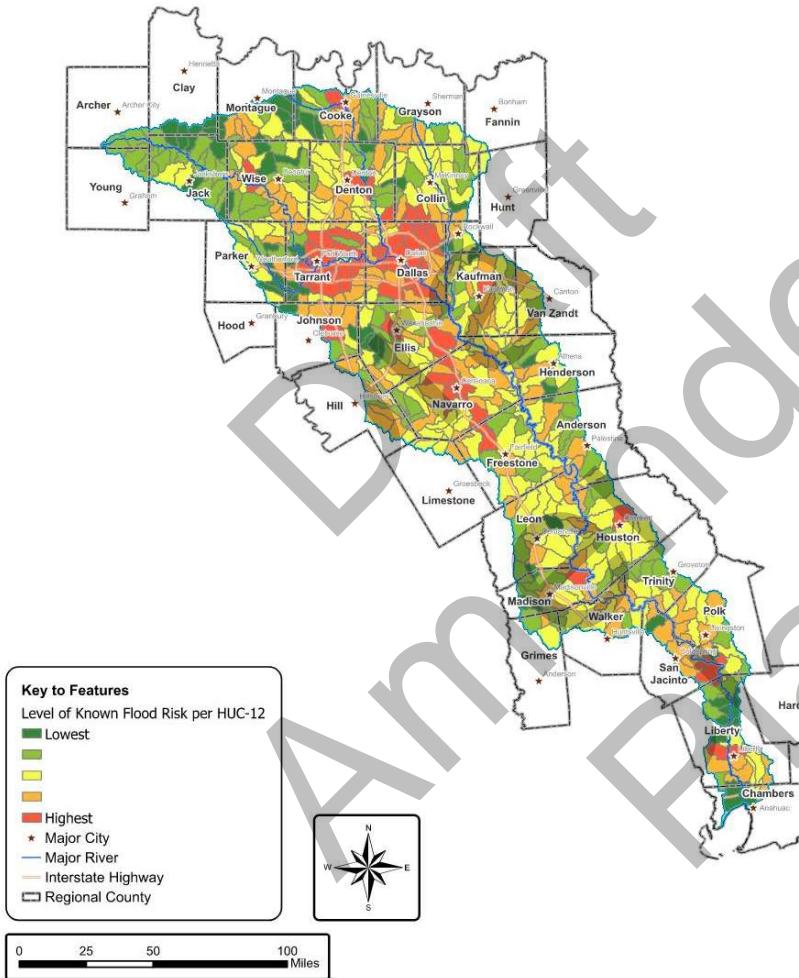 Henrietta
Clay
Archer
Archer City
Montague
Montague
Gainesville
Cooke
Sherman
Grayson
Bonham
Fannin
Young
Graham
Jacksboro
Jack
Wise
Decatur
Denton
Denton
McKinney
Collin
Greenville
Hunt
Rockwall
Parker
Weatherford
Fort Worth
Tarrant
Dallas
Dallas
Kaufman
Kaufman
Canton
Van Zandt
Hood
Granbury
Johnson
Cleburne
Waxahachie
Ellis
Athens
Henderson
Hill
Hillsboro
Corsicana
Navarro
Anderson
Palestine
Fairfield
Freestone
Groesbeck
Limestone
Leon
Centerville
Crockett
Houston
Groveton
Trinity
Madisonville
Madison
Walker
Huntsville
Polk
Livingston
Grimes
Anderson
Coldspring
San
Jacinto
Hard
Liberty
Liberty
Chambers
Anahuac
Key to Features
Level of Known Flood Risk per HUC-12
Lowest
Highest
Major City
Major River
Interstate Highway
Regional County
N
W E
S
0 25 50 100
Miles
Draft
Amende
Pla